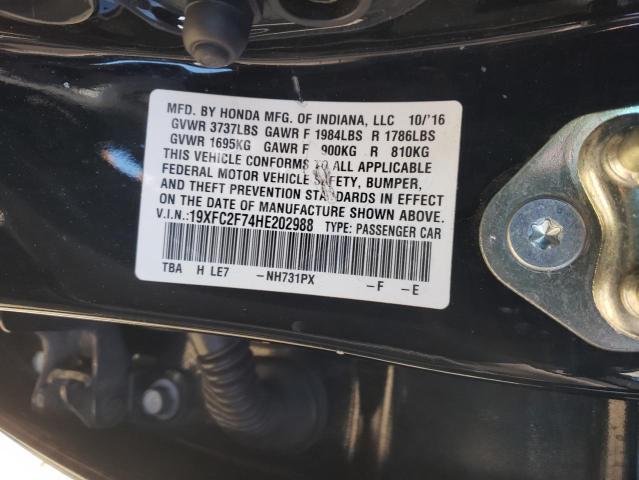 MFD. BY HONDA MFG. OF INDIANA, LLC 10/'16
GVWR 3737LBS GAWR F 1984LBS R 1786LBS
GVWR 1695KG GAWR F 900KG R 810KG
THIS VEHICLE CONFORMS TO ALL APPLICABLE
FEDERAL MOTOR VEHICLE SAFETY, BUMPER,
AND THEFT PREVENTION STANDARDS IN EFFECT
ON THE DATE OF MANUFACTURE SHOWN ABOVE.
V.I.N.:19XFC2F74HE202988 TYPE: PASSENGER CAR
TBA H LE7 -NH731PX -F -E